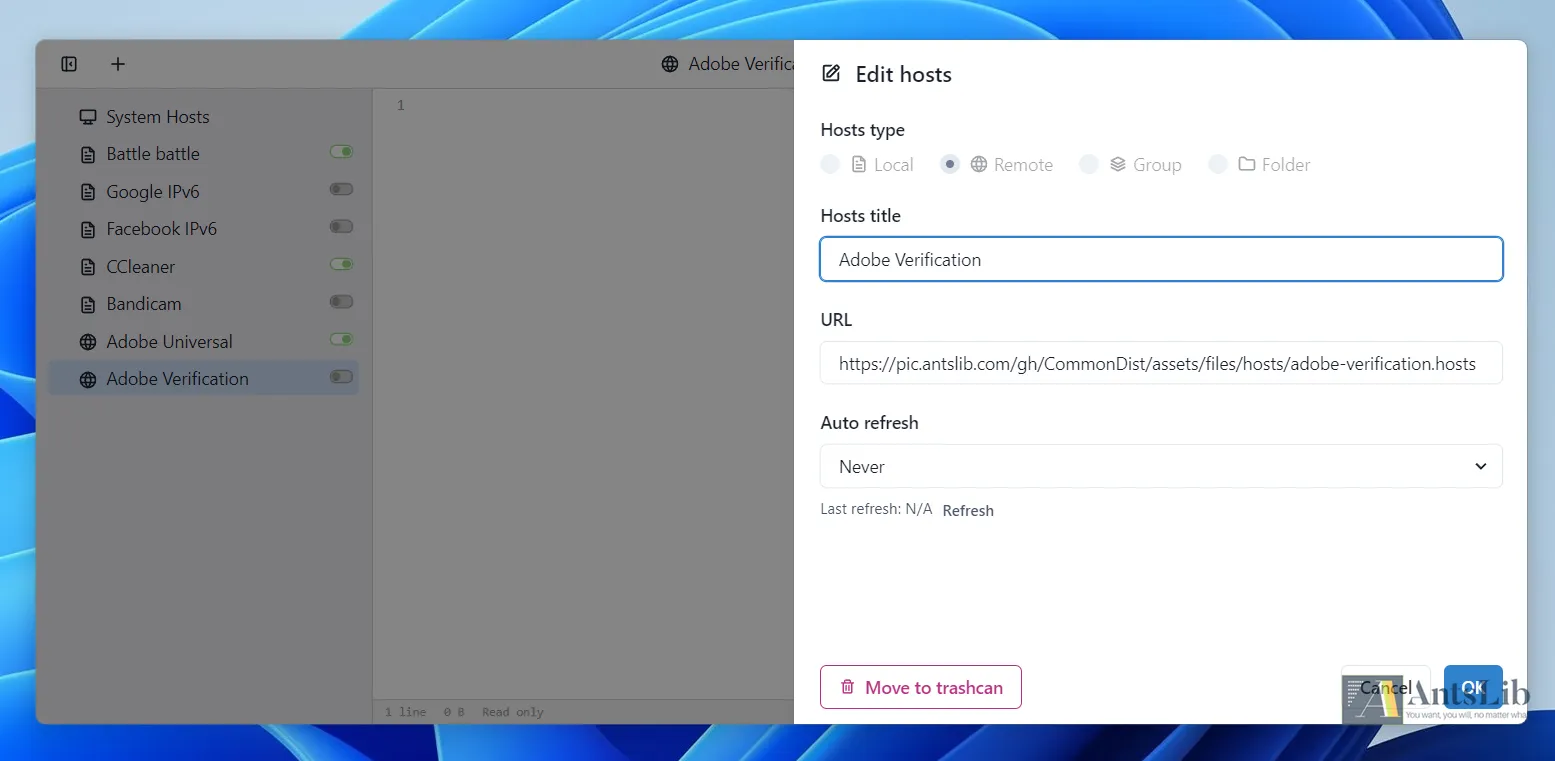 Adobe Verifica
System Hosts
Battle battle
Google IPv6
Facebook IPv6
CCleaner
Bandicam
Adobe Universal
Adobe Verification
1
1 line 0 B Read only
Edit hosts
Hosts type
Local Remote Group Folder
Hosts title
Adobe Verification
URL
https://pic.antslib.com/gh/CommonDist/assets/files/hosts/adobe-verification.hosts
Auto refresh
Never
Last refresh: N/A Refresh
Move to trashcan
Cancel OK
AntsLib
You want, you will, no matter wha